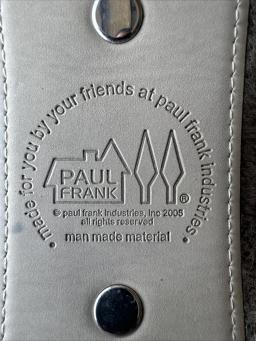 • made for you by your friends at paul frank industries •
PAUL
FRANK
®
© paul frank industries, inc 2005
all rights reserved
man made material